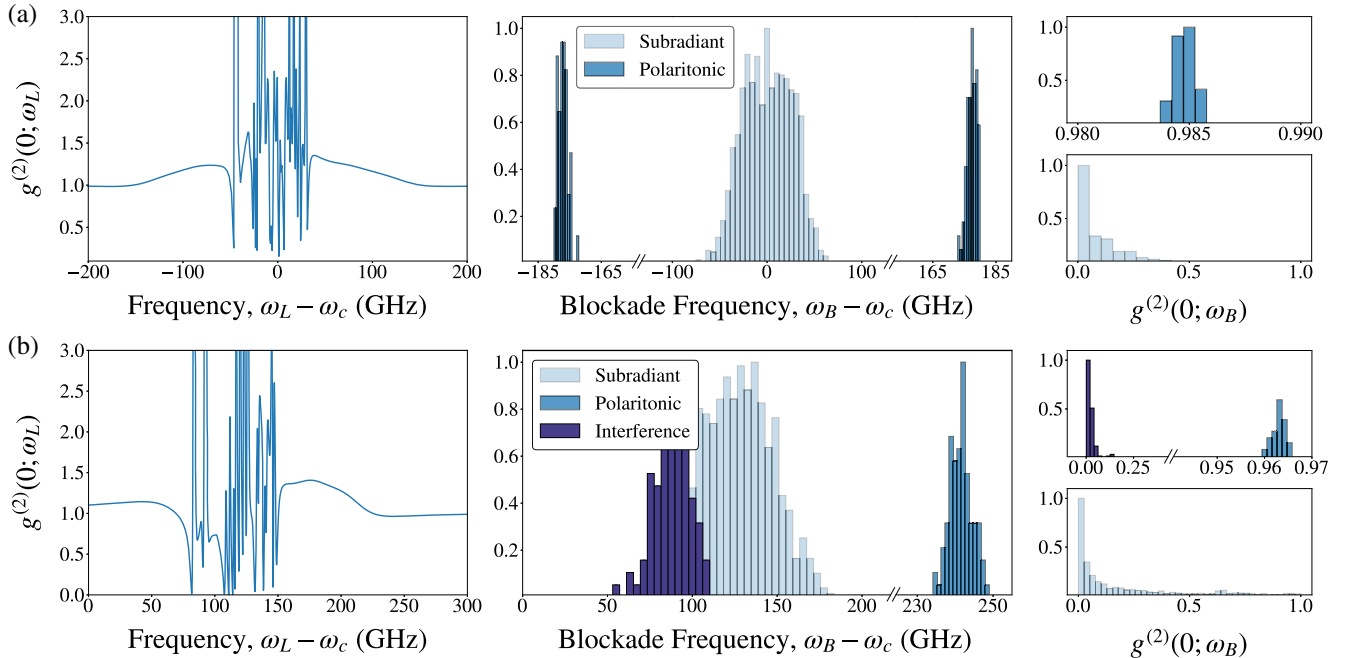 (a)
3.0
2.5
2.0
1.5
1.0
0.5
g^{(2)}(0; ω_L)
−200 −100 0 100 200
Frequency, ω_L − ω_c (GHz)
1.0
0.8
0.6
0.4
0.2
Subradiant
Polaritonic
−185 −165 −100 0 100 165 185
Blockade Frequency, ω_B − ω_c (GHz)
1.0
0.5
0.980 0.985 0.990
1.0
0.5
0.0 0.5 1.0
g^{(2)}(0; ω_B)
(b)
3.0
2.5
2.0
1.5
1.0
0.5
0.0
g^{(2)}(0; ω_L)
0 50 100 150 200 250 300
Frequency, ω_L − ω_c (GHz)
1.0
0.8
0.6
0.4
0.2
Subradiant
Polaritonic
Interference
0 50 100 150 200 230 250
Blockade Frequency, ω_B − ω_c (GHz)
1.0
0.5
0.00 0.25 0.95 0.96 0.97
1.0
0.5
0.0 0.5 1.0
g^{(2)}(0; ω_B)